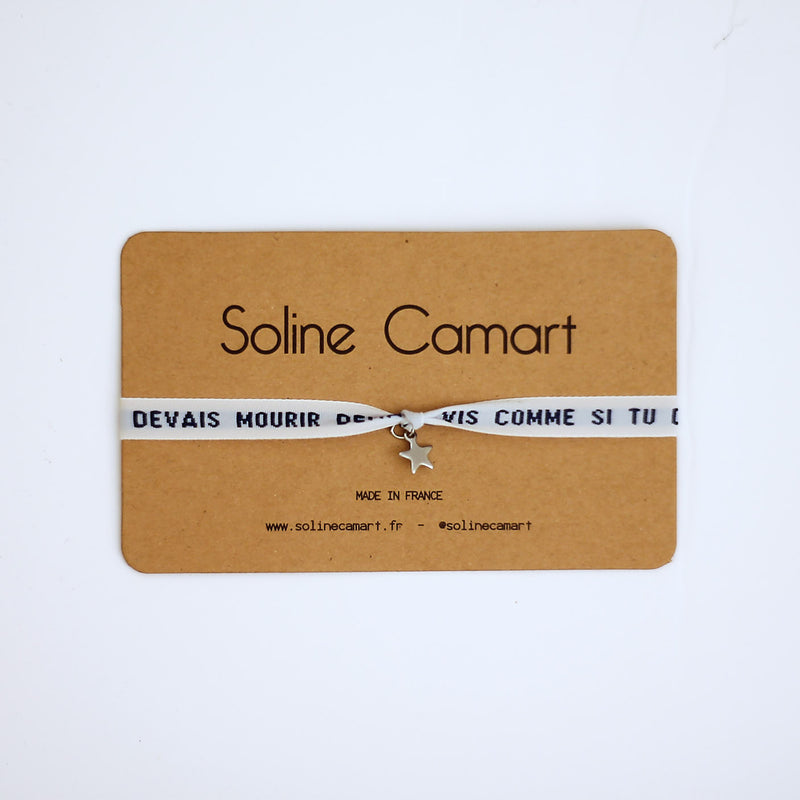 Soline Camart
DEVAIS MOURIR VIS COMME SI TU
MADE IN FRANCE
www.solinecamart.fr - @solinecamart